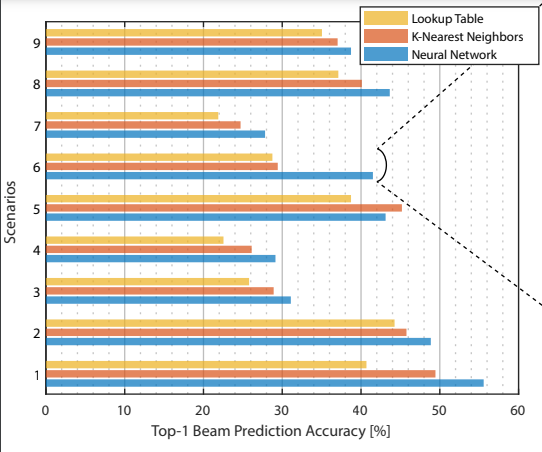 Lookup Table
K-Nearest Neighbors
Neural Network
Scenarios
9
8
7
6
5
4
3
2
1
0 10 20 30 40 50 60
Top-1 Beam Prediction Accuracy [%]